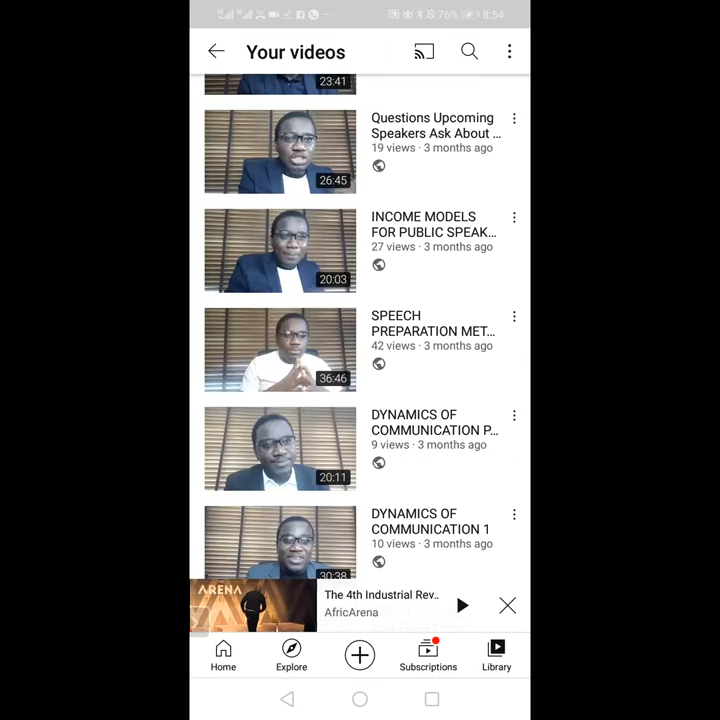 76% 8.54
Your videos
23:41
Questions Upcoming
Speakers Ask About ...
19 views · 3 months ago
26:45
INCOME MODELS
FOR PUBLIC SPEAK...
27 views · 3 months ago
20:03
SPEECH
PREPARATION MET...
42 views · 3 months ago
36:46
DYNAMICS OF
COMMUNICATION P...
9 views · 3 months ago
20:11
DYNAMICS OF
COMMUNICATION 1
10 views · 3 months ago
30:38
ARENA
The 4th Industrial Rev..
AfricArena
Home
Explore
Subscriptions
Library